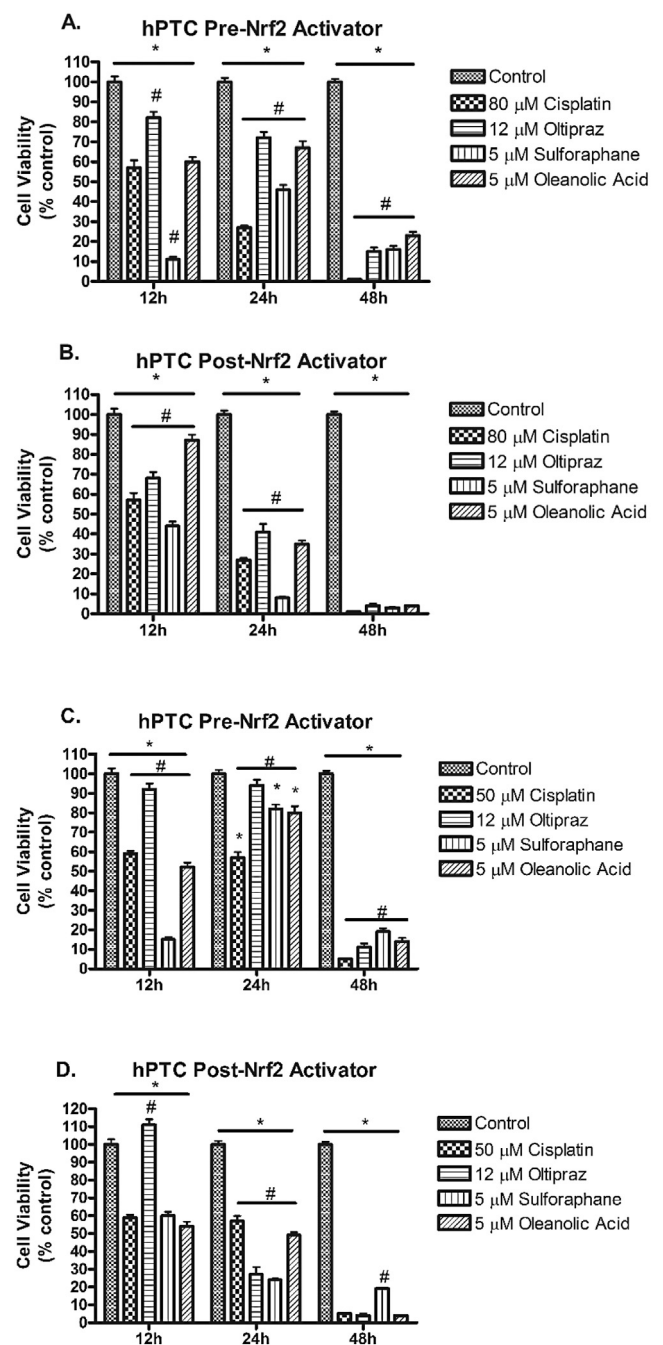 A.
hPTC Pre-Nrf2 Activator
* * *
110
100
90
80
70
60
50
40
30
20
10
0
Cell Viability
(% control)
# # # #
12h 24h 48h
Control
80 μM Cisplatin
12 μM Oltipraz
5 μM Sulforaphane
5 μM Oleanolic Acid
B.
hPTC Post-Nrf2 Activator
* * *
110
100
90
80
70
60
50
40
30
20
10
0
Cell Viability
(% control)
# #
12h 24h 48h
Control
80 μM Cisplatin
12 μM Oltipraz
5 μM Sulforaphane
5 μM Oleanolic Acid
C.
hPTC Pre-Nrf2 Activator
* *
110
100
90
80
70
60
50
40
30
20
10
0
Cell Viability
(% control)
# # #
* * *
12h 24h 48h
Control
50 μM Cisplatin
12 μM Oltipraz
5 μM Sulforaphane
5 μM Oleanolic Acid
D.
hPTC Post-Nrf2 Activator
* * *
120
110
100
90
80
70
60
50
40
30
20
10
0
Cell Viability
(% control)
# # #
12h 24h 48h
Control
50 μM Cisplatin
12 μM Oltipraz
5 μM Sulforaphane
5 μM Oleanolic Acid